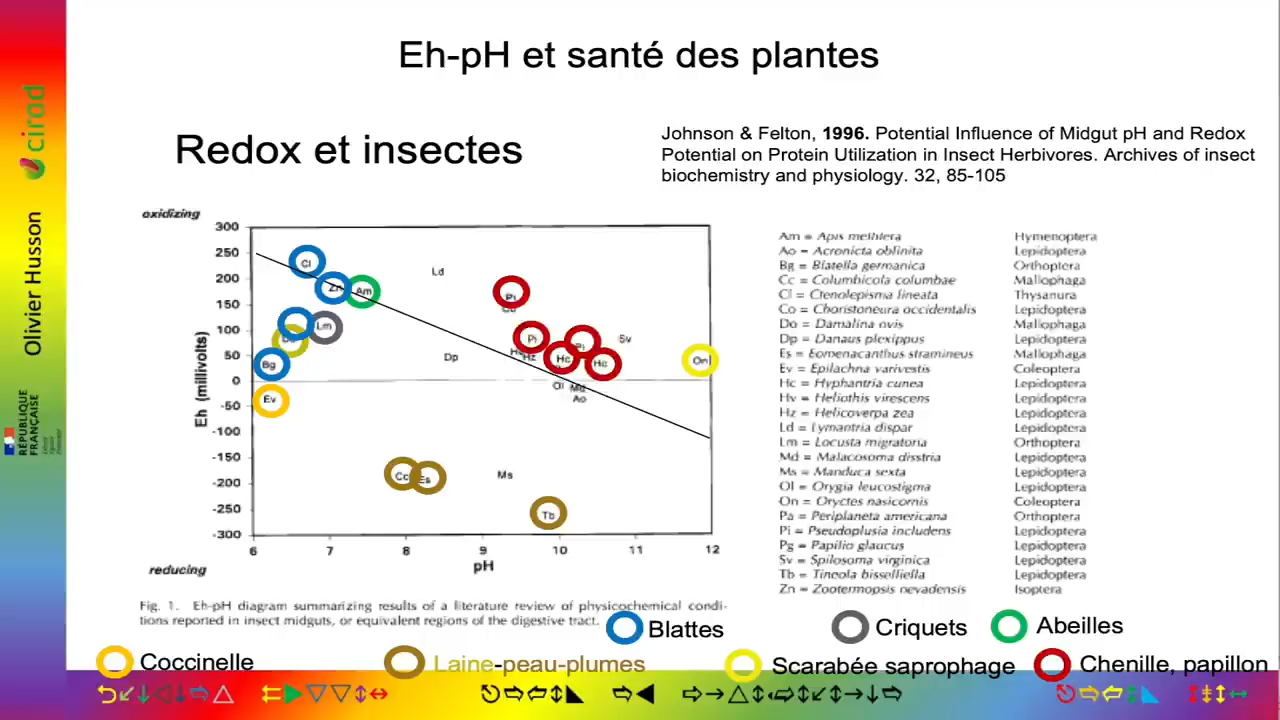 Eh-pH et santé des plantes
Redox et insectes
Johnson & Felton, 1996. Potential Influence of Midgut pH and Redox
Potential on Protein Utilization in Insect Herbivores. Archives of insect
biochemistry and physiology. 32, 85-105
cirad
Olivier Husson
RÉPUBLIQUE
FRANÇAISE
oxidizing
300
250
200
150
100
50
0
-50
-100
-150
-200
-250
-300
Eh (millivolts)
6 7 8 9 10 11 12
pH
reducing
Cl
Zn
Am
Ld
Lm
Bg
Ev
Dp
Pi
Hz
Hc
Hc
Sv
On
Ol
Md
Ao
Cc
Es
Ms
Tb
Am = Apis mellifera Hymenoptera
Ao = Acronicta oblinita Lepidoptera
Bg = Blatella germanica Orthoptera
Cc = Columbicola columbae Mallophaga
Cl = Ctenolepisma lineata Thysanura
Co = Choristoneura occidentalis Lepidoptera
Do = Damalina ovis Mallophaga
Dp = Danaus plexippus Lepidoptera
Es = Eomenacanthus stramineus Mallophaga
Ev = Epilachna varivestis Coleoptera
Hc = Hyphantria cunea Lepidoptera
Hv = Heliothis virescens Lepidoptera
Hz = Helicoverpa zea Lepidoptera
Ld = Lymantria dispar Lepidoptera
Lm = Locusta migratoria Orthoptera
Md = Malacosoma disstria Lepidoptera
Ms = Manduca sexta Lepidoptera
Ol = Orygia leucostigma Lepidoptera
On = Oryctes nasicornis Coleoptera
Pa = Periplaneta americana Orthoptera
Pi = Pseudoplusia includens Lepidoptera
Pg = Papilio glaucus Lepidoptera
Sv = Spilosoma virginica Lepidoptera
Tb = Tineola bisselliella Lepidoptera
Zn = Zootermopsis nevadensis Isoptera
Fig. 1. Eh-pH diagram summarizing results of a literature review of physicochemical condi-
tions reported in insect midguts, or equivalent regions of the digestive tract.
Blattes
Criquets
Abeilles
Coccinelle
Laine-peau-plumes
Scarabée saprophage
Chenille, papillon